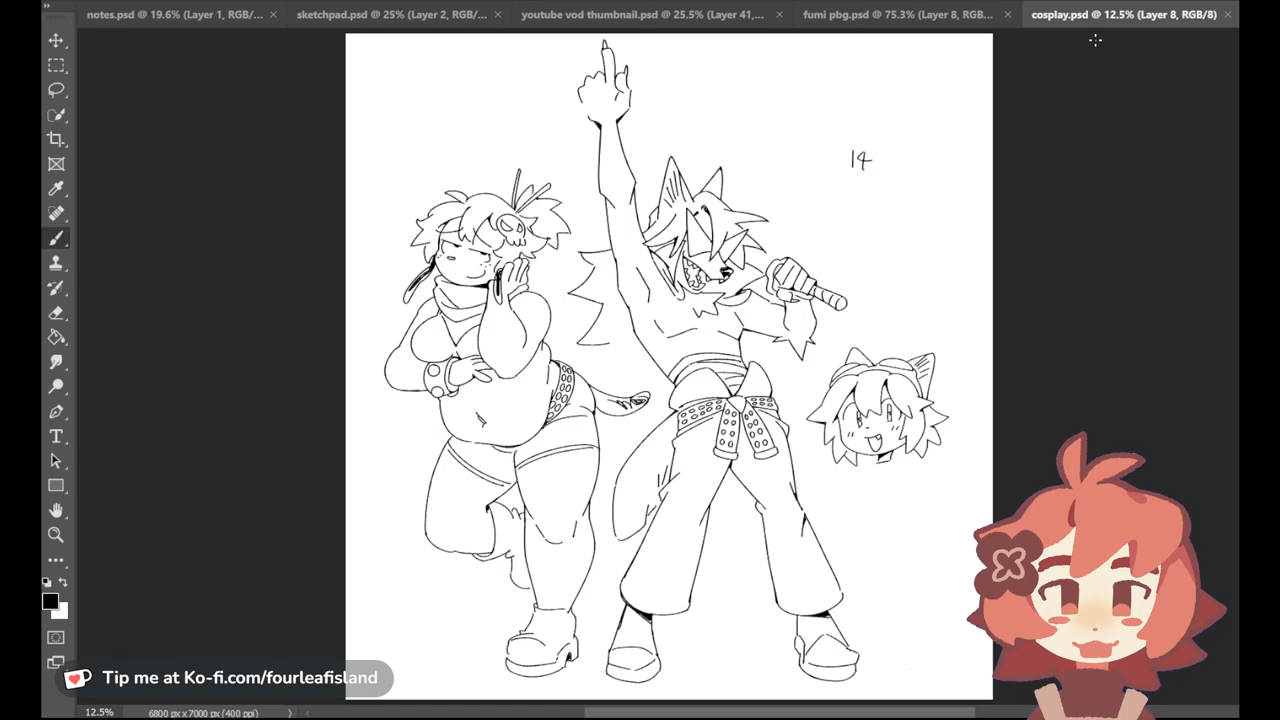 notes.psd @ 19.6% (Layer 1, RGB/...
sketchpad.psd @ 25% (Layer 2, RGB/...
youtube vod thumbnail.psd @ 25.5% (Layer 41,...
fumi pbg.psd @ 75.3% (Layer 8, RGB...
cosplay.psd @ 12.5% (Layer 8, RGB/8)
14
Tip me at Ko-fi.com/fourleafisland
12.5%
6800 px x 7000 px (400 ppi)